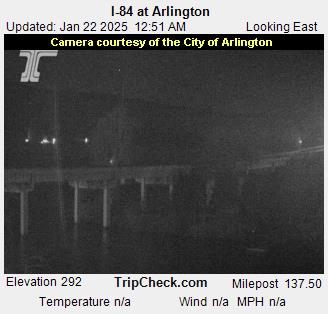 I-84 at Arlington
Updated: Jan 22 2025 12:51 AM Looking East
Camera courtesy of the City of Arlington
Elevation 292 TripCheck.com Milepost 137.50
Temperature n/a Wind n/a MPH n/a